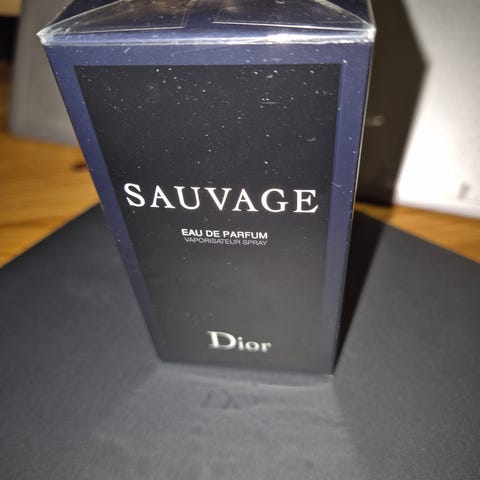 SAUVAGE
EAU DE PARFUM
VAPORISATEUR SPRAY
Dior